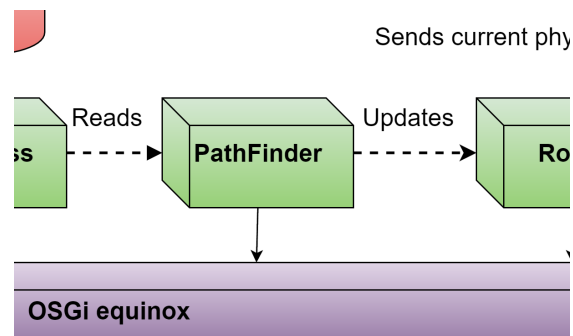 Sends current phy
Reads
Updates
ss
PathFinder
Ro
OSGi equinox